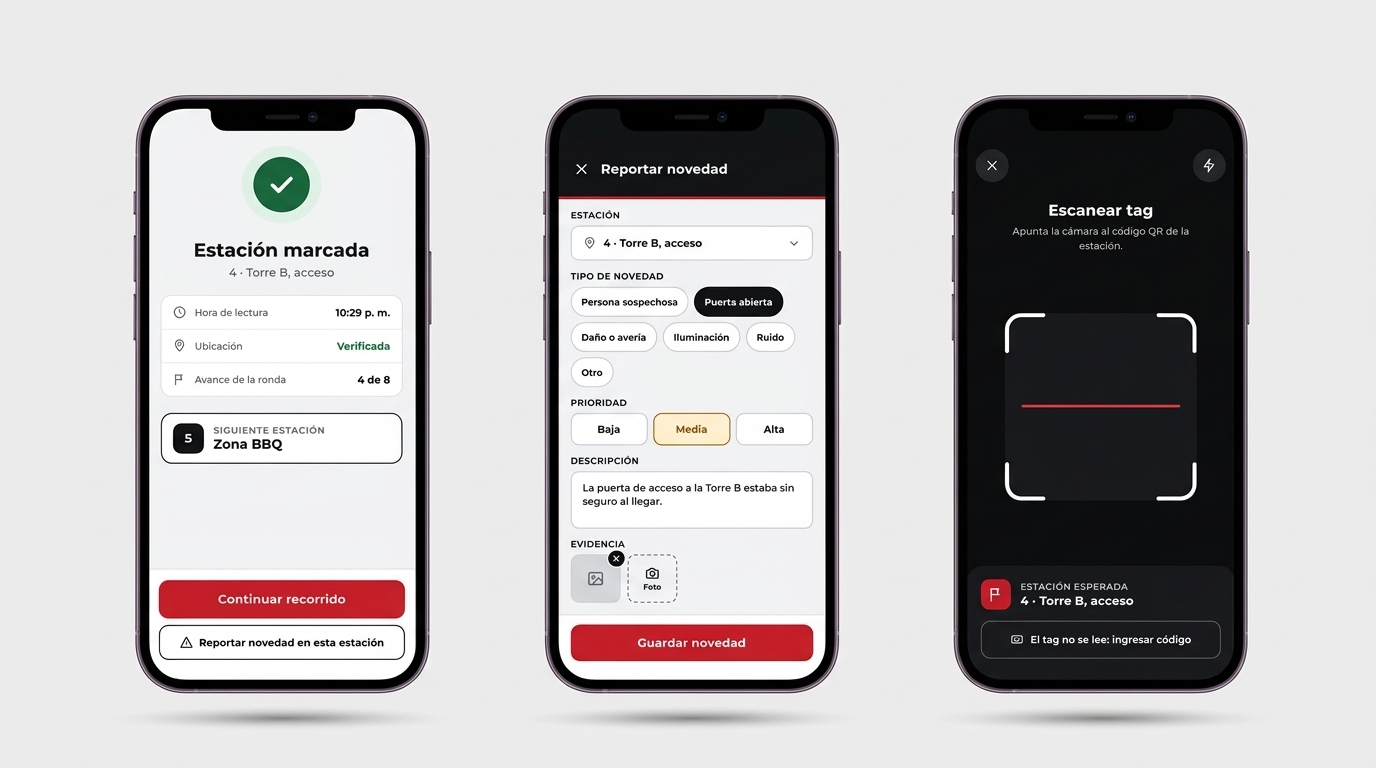 Estación marcada
4 · Torre B, acceso
Hora de lectura 10:29 p. m.
Ubicación Verificada
Avance de la ronda 4 de 8
5
SIGUIENTE ESTACIÓN
Zona BBQ
Continuar recorrido
Reportar novedad en esta estación
Reportar novedad
ESTACIÓN
4 · Torre B, acceso
TIPO DE NOVEDAD
Persona sospechosa Puerta abierta
Daño o avería Iluminación Ruido
Otro
PRIORIDAD
Baja Media Alta
DESCRIPCIÓN
La puerta de acceso a la Torre B estaba sin
seguro al llegar.
EVIDENCIA
Foto
Guardar novedad
Escanear tag
Apunta la cámara al código QR de la
estación.
ESTACIÓN ESPERADA
4 · Torre B, acceso
El tag no se lee: ingresar código